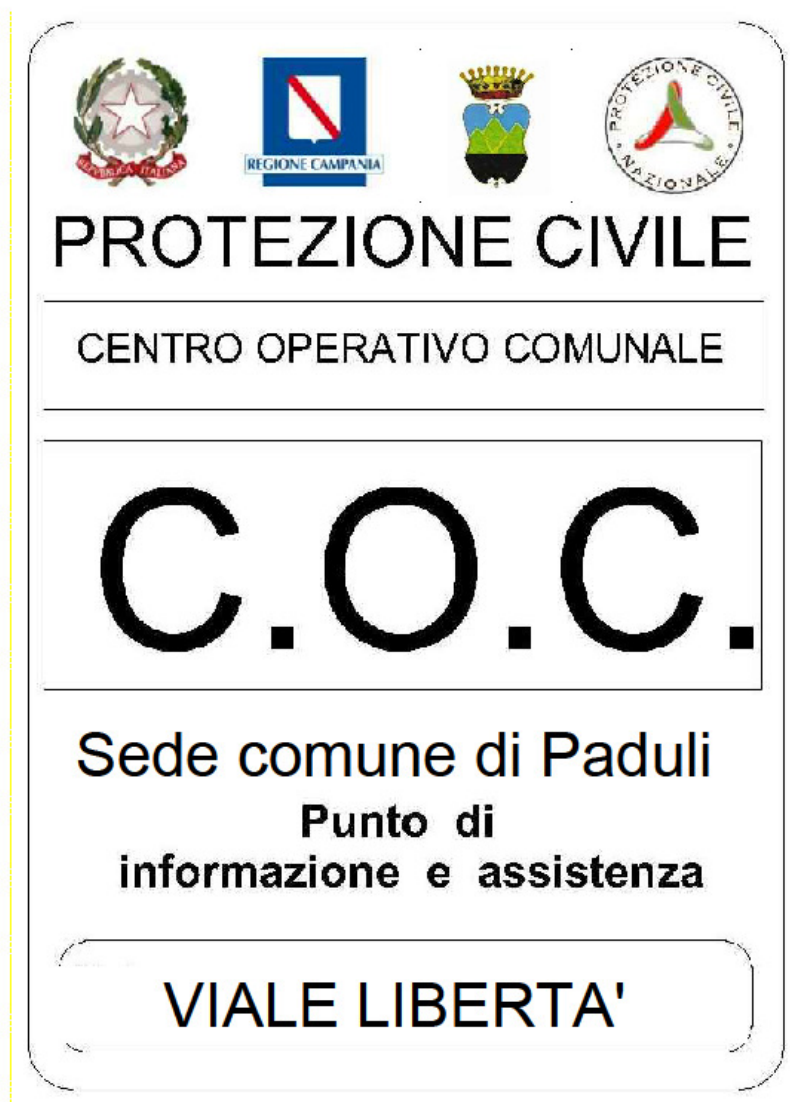 REPUBBLICA ITALIANA
REGIONE CAMPANIA
PROTEZIONE CIVILE NAZIONALE
PROTEZIONE CIVILE
CENTRO OPERATIVO COMUNALE
C.O.C.
Sede comune di Paduli
Punto di
informazione e assistenza
VIALE LIBERTA'